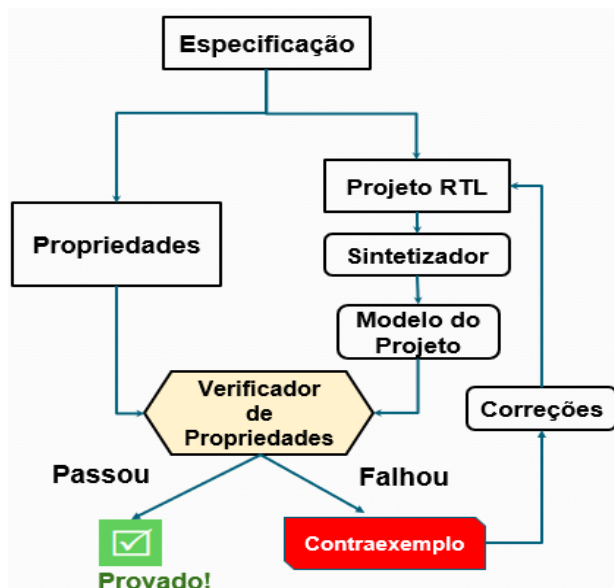 Especificação
Projeto RTL
Propriedades
Sintetizador
Modelo do
Projeto
Verificador
de
Propriedades
Correções
Passou
Falhou
Contraexemplo
Provado!